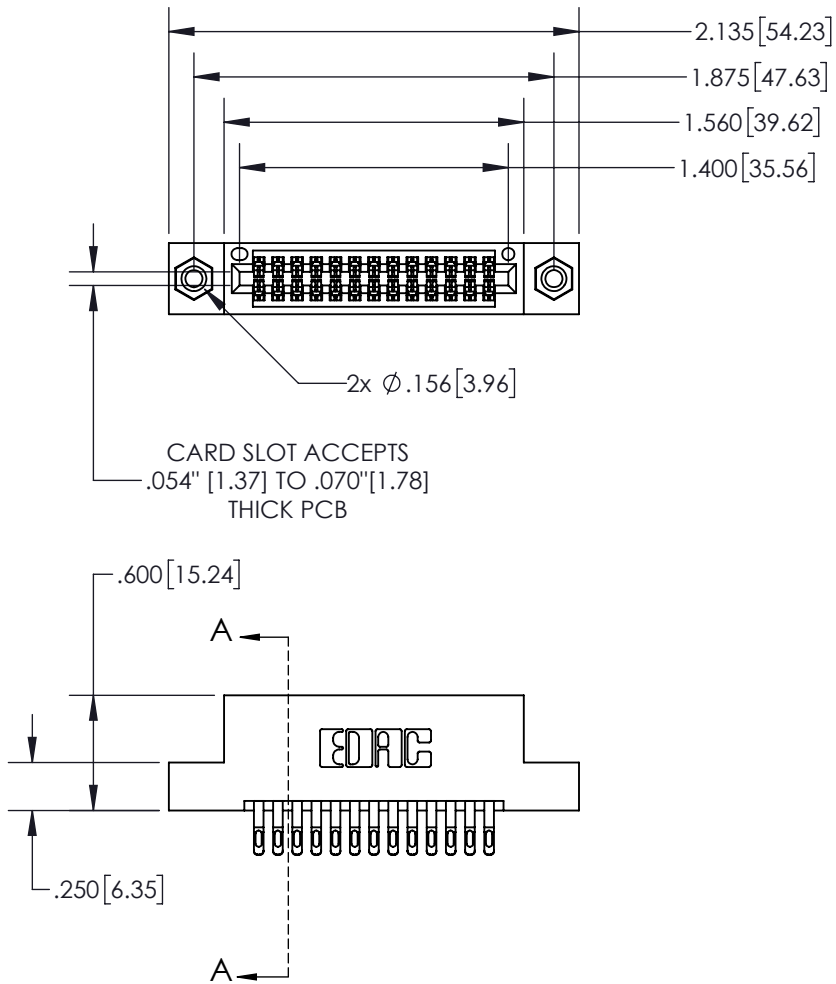 2.135[54.23]
1.875[47.63]
1.560[39.62]
1.400[35.56]
2x ∅.156[3.96]
CARD SLOT ACCEPTS
.054" [1.37] TO .070"[1.78]
THICK PCB
.600[15.24]
A
EDAC
.250[6.35]
A